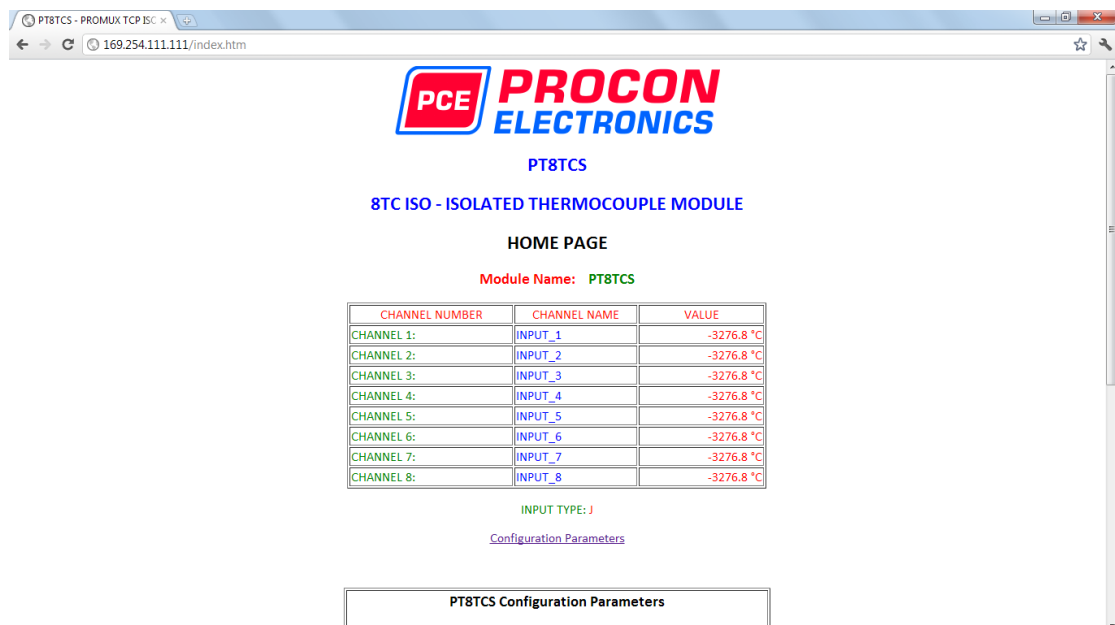 PT8TCS - PROMUX TCP ISC
169.254.111.111/index.htm
PCE PROCON
ELECTRONICS
PT8TCS
8TC ISO - ISOLATED THERMOCOUPLE MODULE
HOME PAGE
Module Name: PT8TCS
CHANNEL NUMBER CHANNEL NAME VALUE
CHANNEL 1: INPUT_1 -3276.8 °C
CHANNEL 2: INPUT_2 -3276.8 °C
CHANNEL 3: INPUT_3 -3276.8 °C
CHANNEL 4: INPUT_4 -3276.8 °C
CHANNEL 5: INPUT_5 -3276.8 °C
CHANNEL 6: INPUT_6 -3276.8 °C
CHANNEL 7: INPUT_7 -3276.8 °C
CHANNEL 8: INPUT_8 -3276.8 °C
INPUT TYPE: J
Configuration Parameters
PT8TCS Configuration Parameters